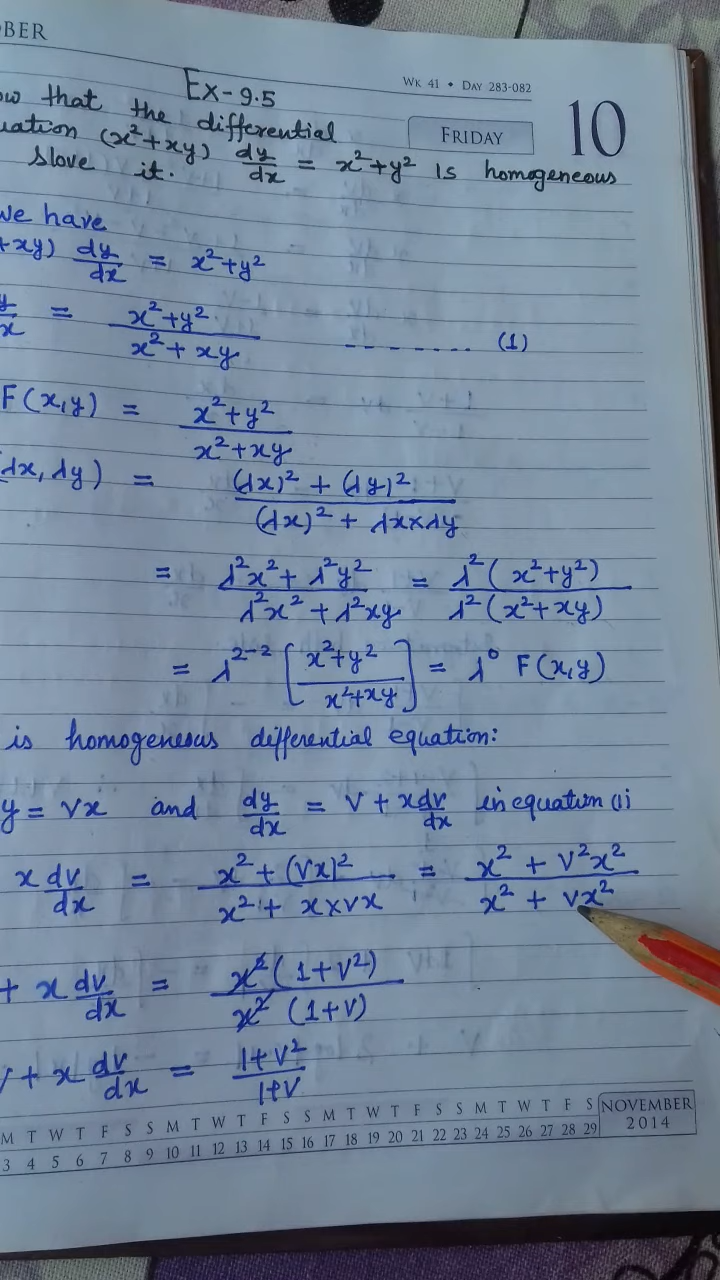 BER
WK 41 • DAY 283-082
FRIDAY
10
Ex-9.5
ow that the differential
uation (x²+xy) dy/dx = x²+y² is homogeneous
Slove it.
we have
+xy) dy/dx = x²+y²
y/x = x²+y²/x²+xy - - - - - - - (1)
F(x,y) = x²+y²/x²+xy
(λx, λy) = (λx)² + (λy)²/(λx)² + λx×λy
= λ²x² + λ²y²/λ²x² + λ²xy = λ²(x²+y²)/λ²(x²+xy)
= λ²⁻² [x²+y²/x²+xy] = λ⁰ F(x,y)
is homogeneous differential equation:
y = vx and dy/dx = v + xdv/dx in equation (1)
x dv/dx = x² + (vx)²/x² + x×vx = x² + v²x²/x² + vx²
+ x dv/dx = x²(1+v²)/x² (1+v)
v + x dv/dx = 1+v²/1+v
M T W T F S S M T W T F S S M T W T F S S M T W T F S
3 4 5 6 7 8 9 10 11 12 13 14 15 16 17 18 19 20 21 22 23 24 25 26 27 28 29
NOVEMBER
2014